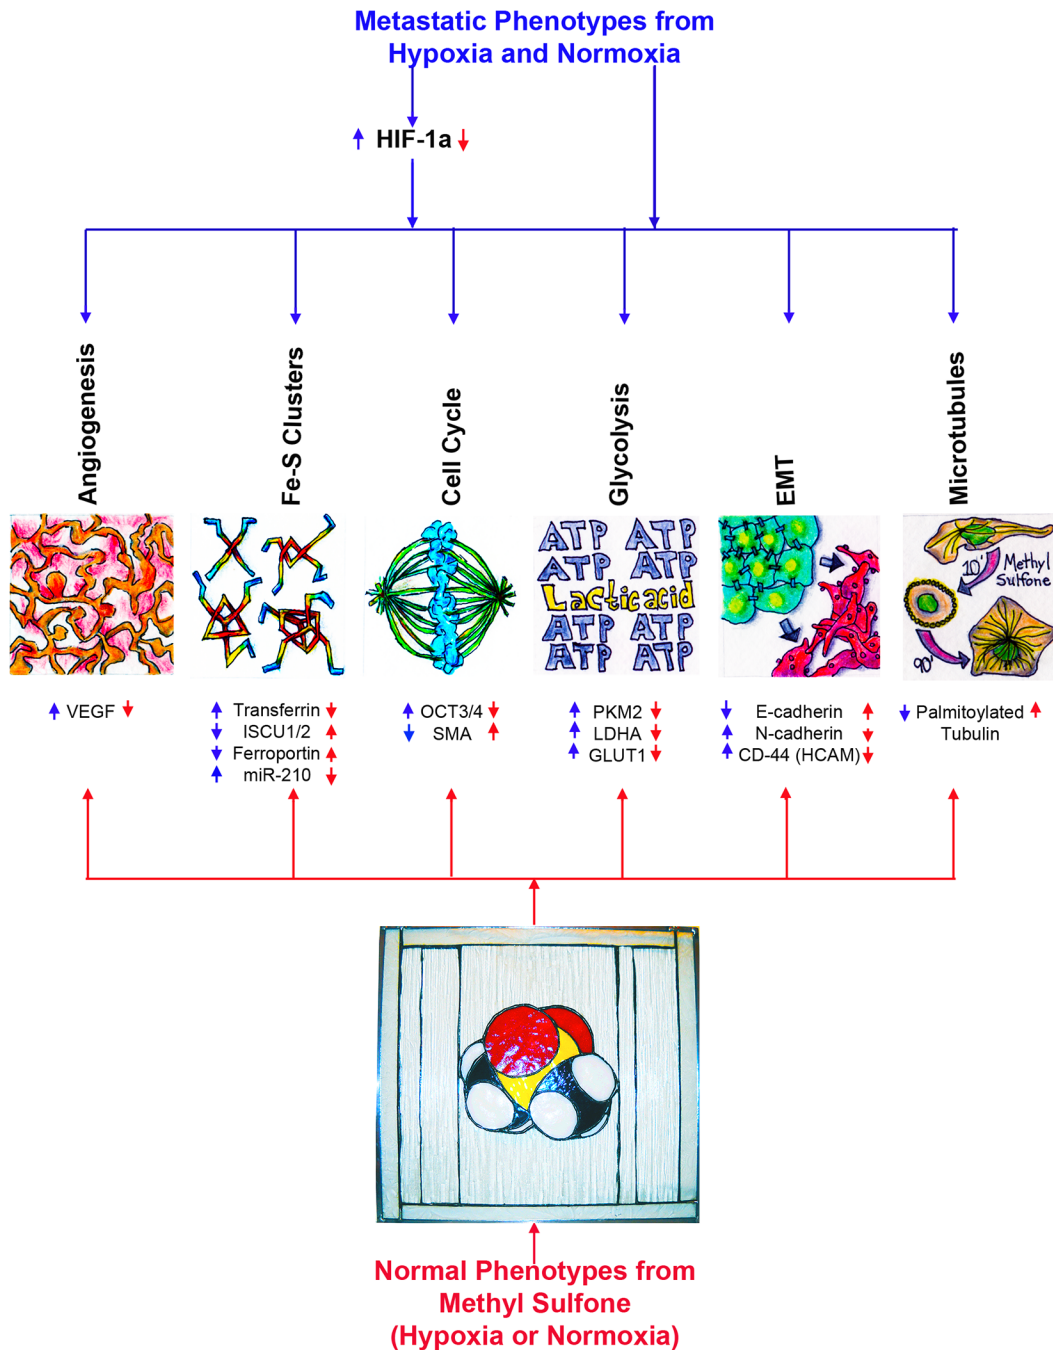 Metastatic Phenotypes from
Hypoxia and Normoxia
HIF-1a
Angiogenesis
Fe-S Clusters
Cell Cycle
Glycolysis
EMT
Microtubules
ATP ATP
ATP ATP
Lactic acid
ATP ATP
ATP ATP
10'
Methyl
Sulfone
90'
VEGF
Transferrin
ISCU1/2
Ferroportin
miR-210
OCT3/4
SMA
PKM2
LDHA
GLUT1
E-cadherin
N-cadherin
CD-44 (HCAM)
Palmitoylated
Tubulin
Normal Phenotypes from
Methyl Sulfone
(Hypoxia or Normoxia)